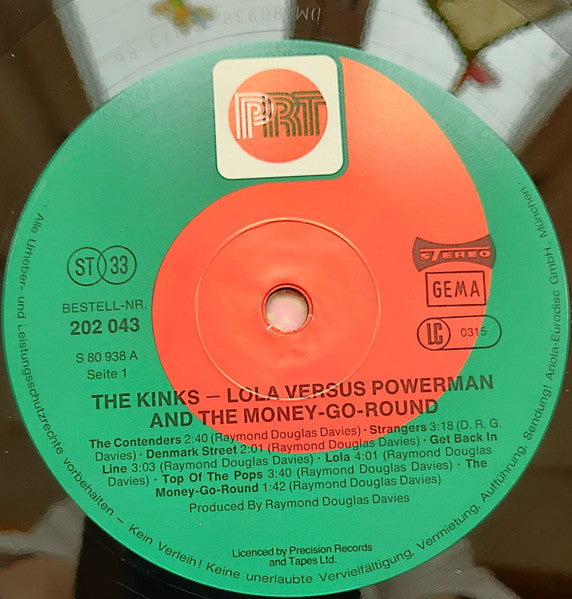 PRT
ST 33
STEREO
GEMA
LC 0315
BESTELL-NR.
202 043
S 80 938 A
Seite 1
THE KINKS – LOLA VERSUS POWERMAN
AND THE MONEY-GO-ROUND
The Contenders 2:40 (Raymond Douglas Davies) · Strangers 3:18 (D. R. G.
Davies) · Denmark Street 2:01 (Raymond Douglas Davies) · Get Back In
Line 3:03 (Raymond Douglas Davies) · Lola 4:01 (Raymond Douglas
Davies) · Top Of The Pops 3:40 (Raymond Douglas Davies) · The
Money-Go-Round 1:42 (Raymond Douglas Davies)
Produced By Raymond Douglas Davies
Licenced by Precision Records
and Tapes Ltd.
· Alle Urheber- und Leistungsschutzrechte vorbehalten – Kein Verleih! Keine unerlaubte Vervielfältigung, Vermietung, Aufführung, Sendung! Ariola-Eurodisc GmbH, München ·